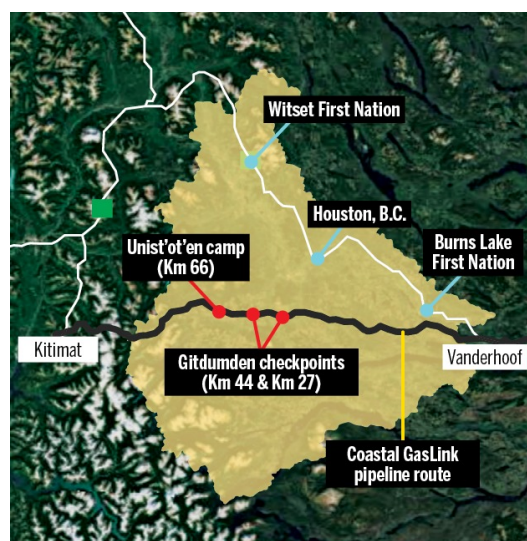 Witset First Nation
Houston, B.C.
Unist’ot’en camp
(Km 66)
Burns Lake
First Nation
Kitimat
Gitdumden checkpoints
(Km 44 & Km 27)
Vanderhoof
Coastal GasLink
pipeline route